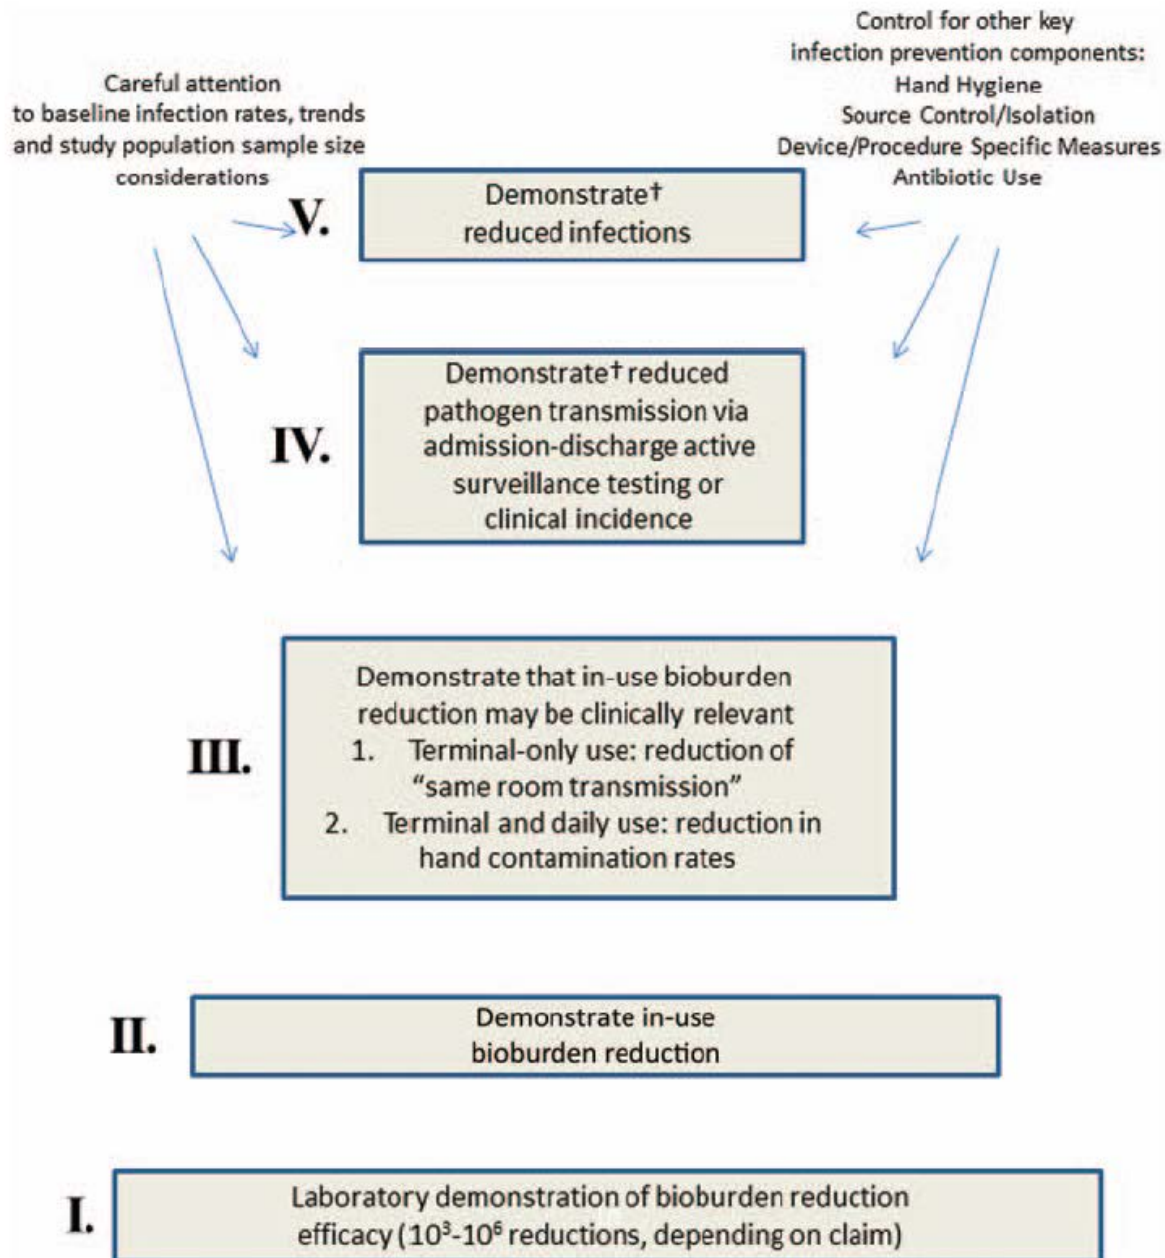 Careful attention
to baseline infection rates, trends
and study population sample size
considerations
Control for other key
infection prevention components:
Hand Hygiene
Source Control/Isolation
Device/Procedure Specific Measures
Antibiotic Use
V.
Demonstrate†
reduced infections
IV.
Demonstrate† reduced
pathogen transmission via
admission-discharge active
surveillance testing or
clinical incidence
III.
Demonstrate that in-use bioburden
reduction may be clinically relevant
1. Terminal-only use: reduction of
“same room transmission”
2. Terminal and daily use: reduction in
hand contamination rates
II.
Demonstrate in-use
bioburden reduction
I.
Laboratory demonstration of bioburden reduction
efficacy (10³-10⁶ reductions, depending on claim)